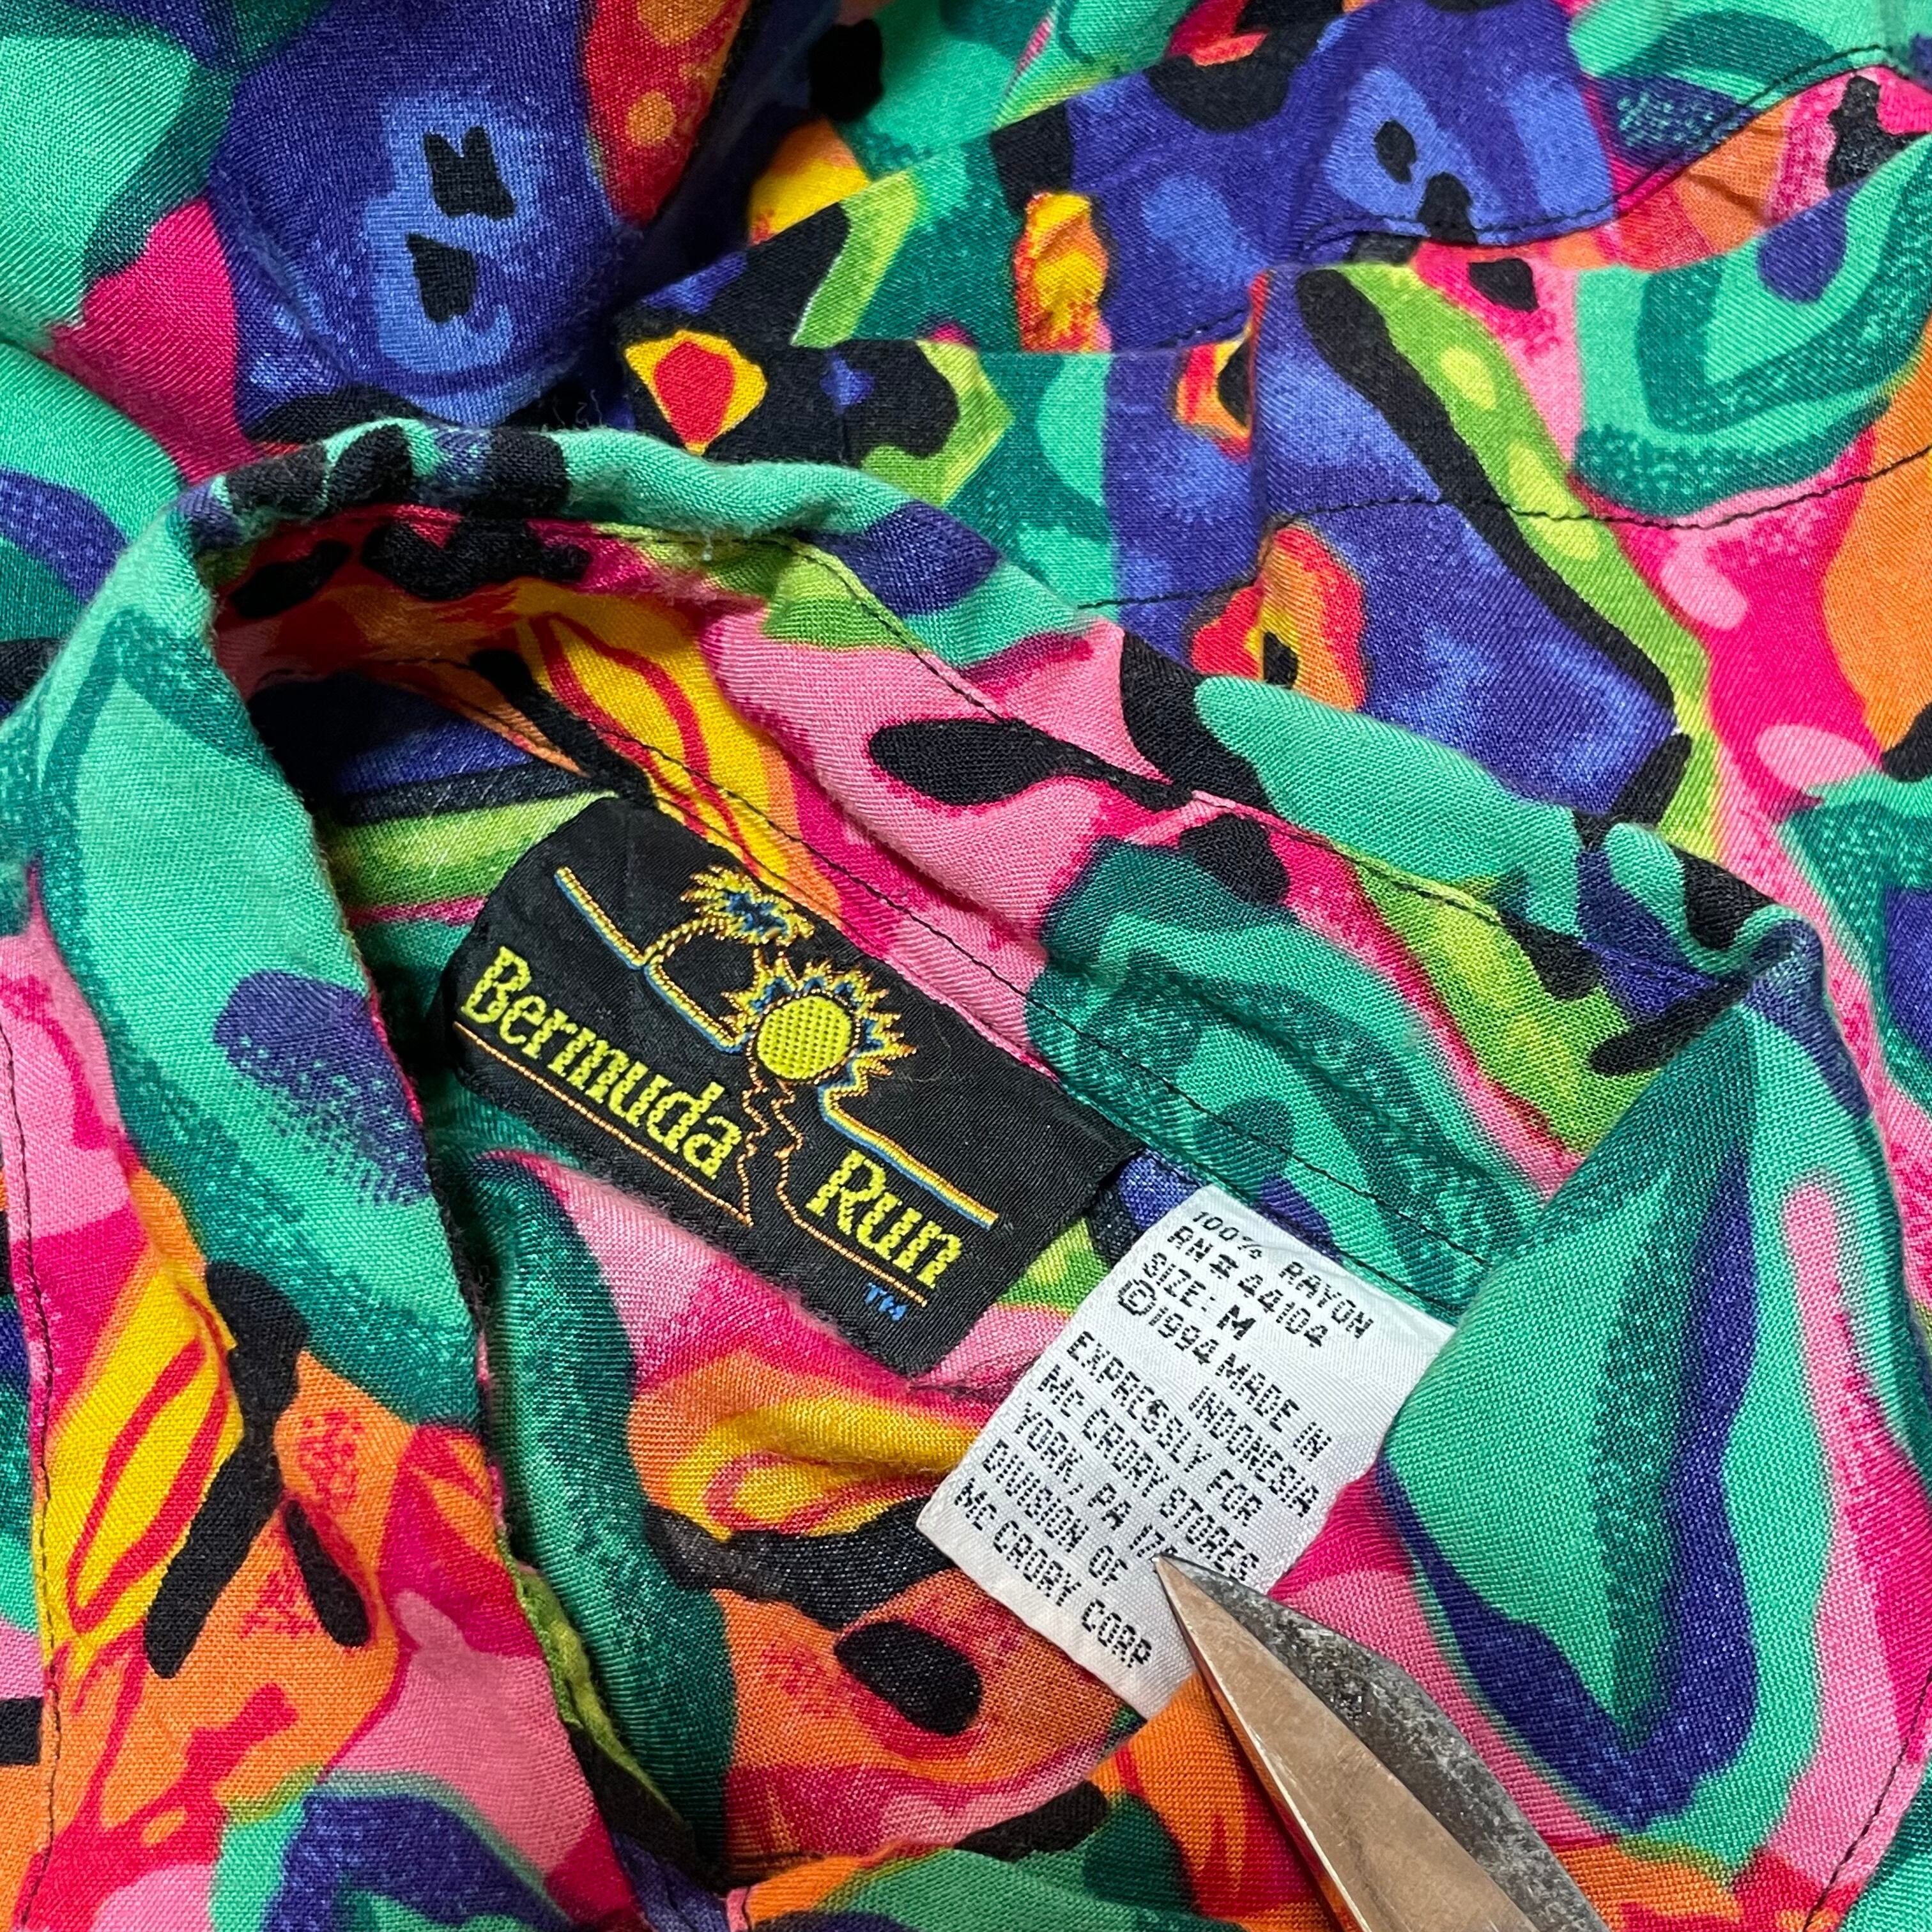 Bermuda Run
TM
100% RAYON
RN#44104
SIZE: M
©1994 MADE IN
INDONESIA
EXPRESSLY FOR
MC CRORY STORES
YORK, PA
DIVISION OF
MC CRORY CORP